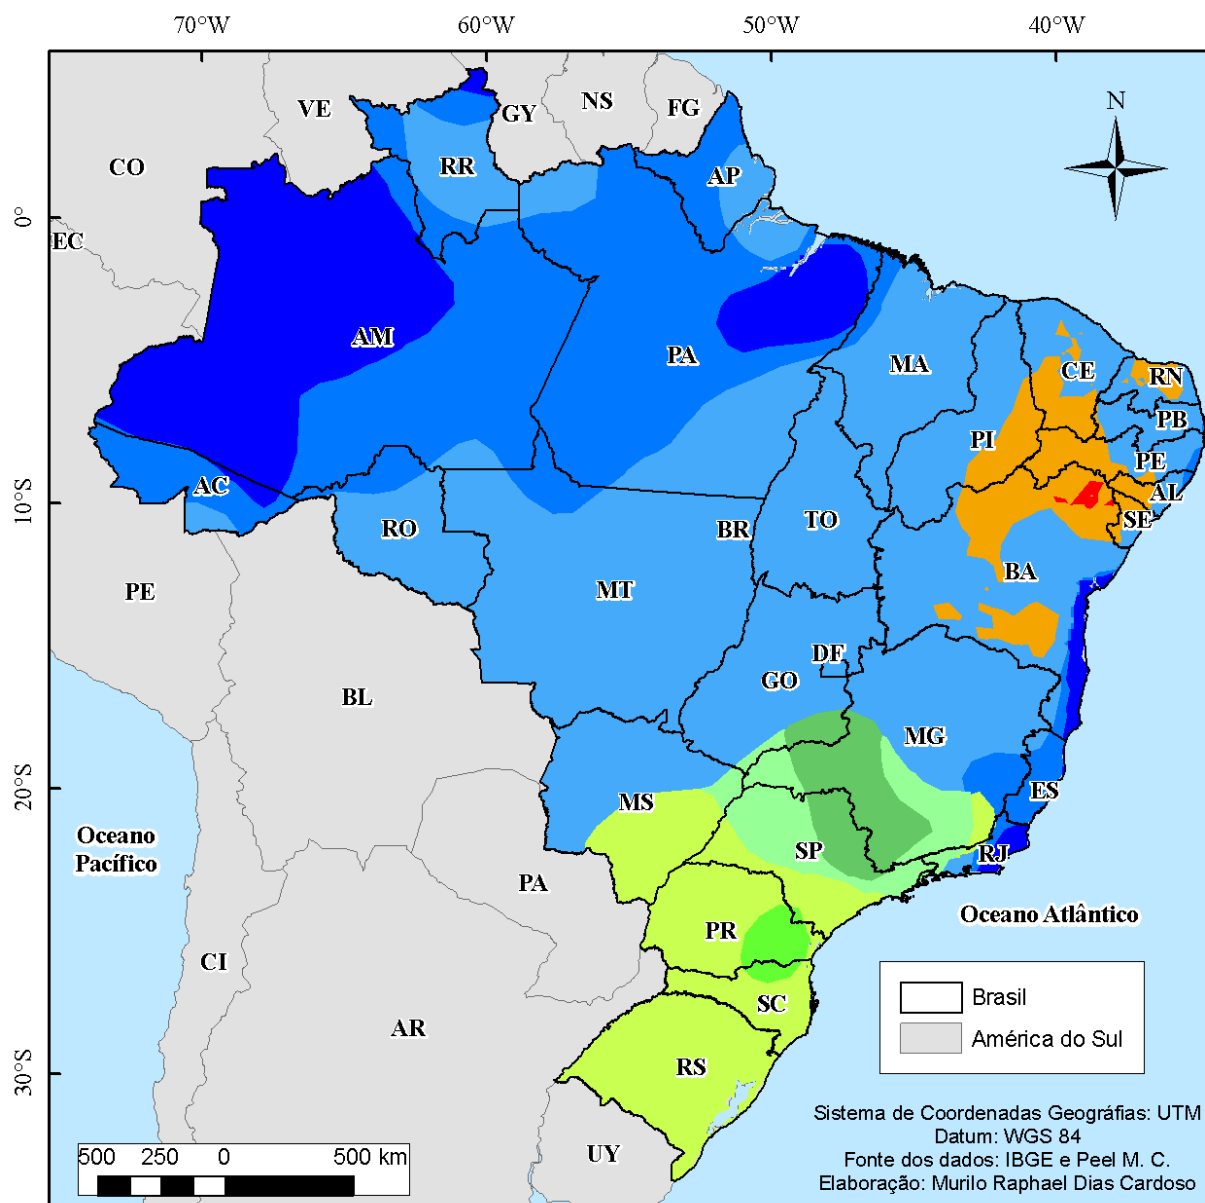 70°W 60°W 50°W 40°W
N
VE
GY
NS
FG
CO
RR
AP
0°
EC
AM
PA
MA
CE
RN
PI
PB
PE
AC
AL
10°S
RO
BR
TO
SE
BA
PE
MT
DF
GO
BL
MG
20°S
MS
ES
Oceano
Pacífico
SP
RJ
PA
Oceano Atlântico
PR
CI
SC
Brasil
AR
América do Sul
RS
30°S
Sistema de Coordenadas Geográfias: UTM
Datum: WGS 84
UY
500 250 0 500 km
Fonte dos dados: IBGE e Peel M. C.
Elaboração: Murilo Raphael Dias Cardoso